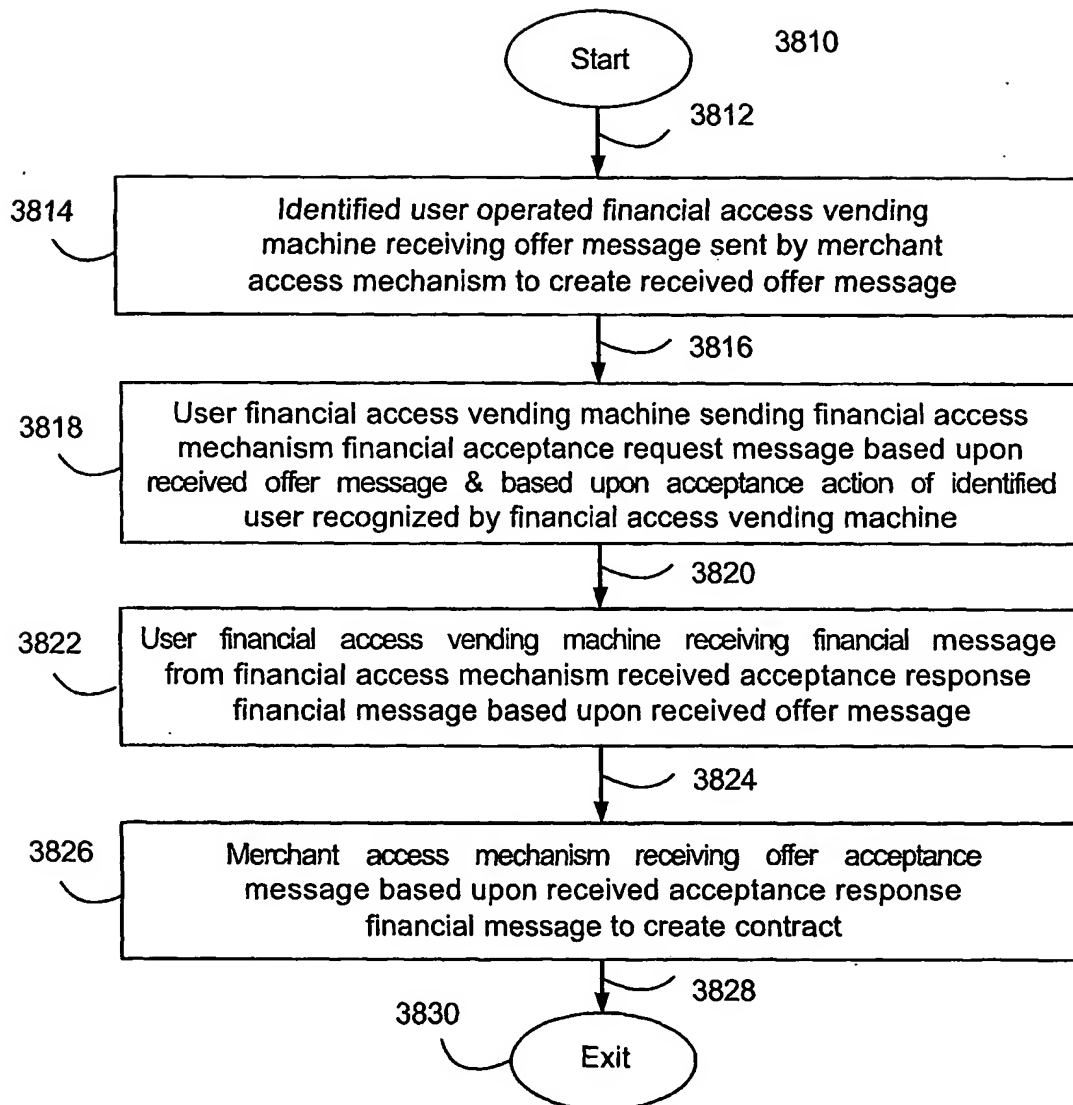 Start
3810
3812
3814
Identified user operated financial access vending
machine receiving offer message sent by merchant
access mechanism to create received offer message
3816
3818
User financial access vending machine sending financial access
mechanism financial acceptance request message based upon
received offer message & based upon acceptance action of identified
user recognized by financial access vending machine
3820
3822
User financial access vending machine receiving financial message
from financial access mechanism received acceptance response
financial message based upon received offer message
3824
3826
Merchant access mechanism receiving offer acceptance
message based upon received acceptance response
financial message to create contract
3828
3830
Exit